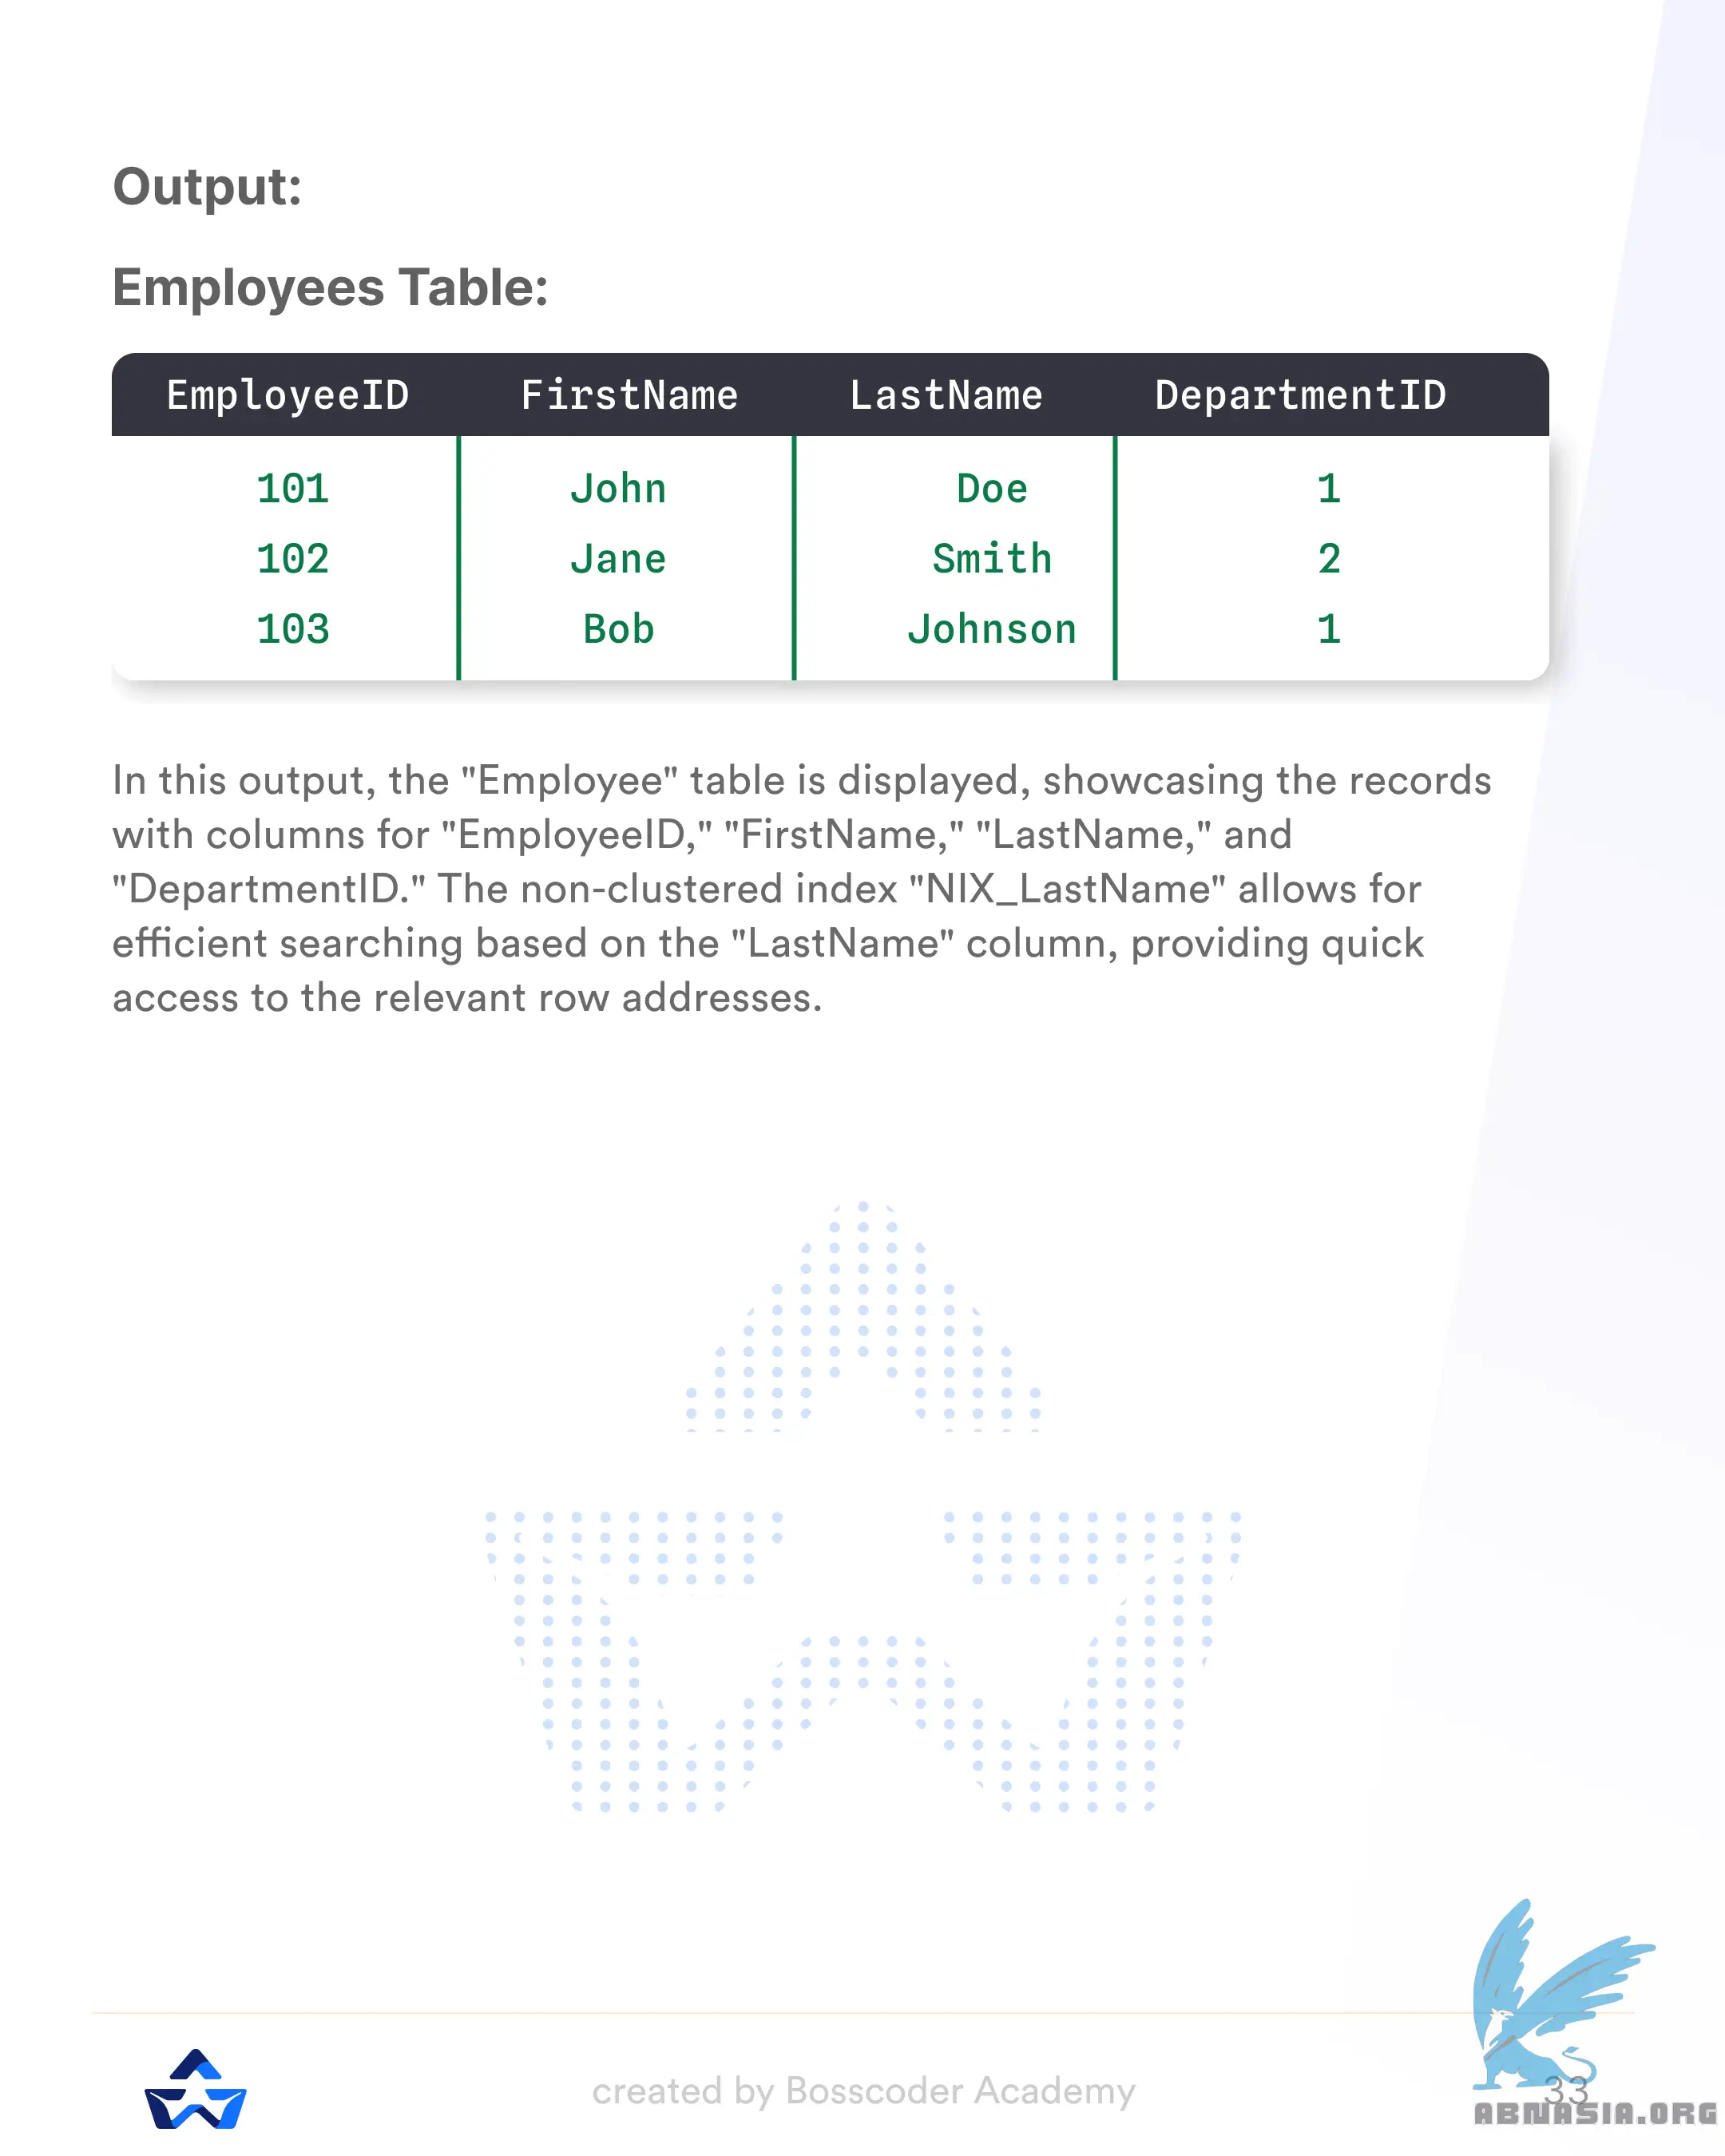 Output:
Employees Table:
EmployeeID FirstName LastName DepartmentID
101 John Doe 1
102 Jane Smith 2
103 Bob Johnson 1
In this output, the "Employee" table is displayed, showcasing the records
with columns for "EmployeeID," "FirstName," "LastName," and
"DepartmentID." The non-clustered index "NIX_LastName" allows for
efficient searching based on the "LastName" column, providing quick
access to the relevant row addresses.
created by Bosscoder Academy
33
ABNASIA.ORG